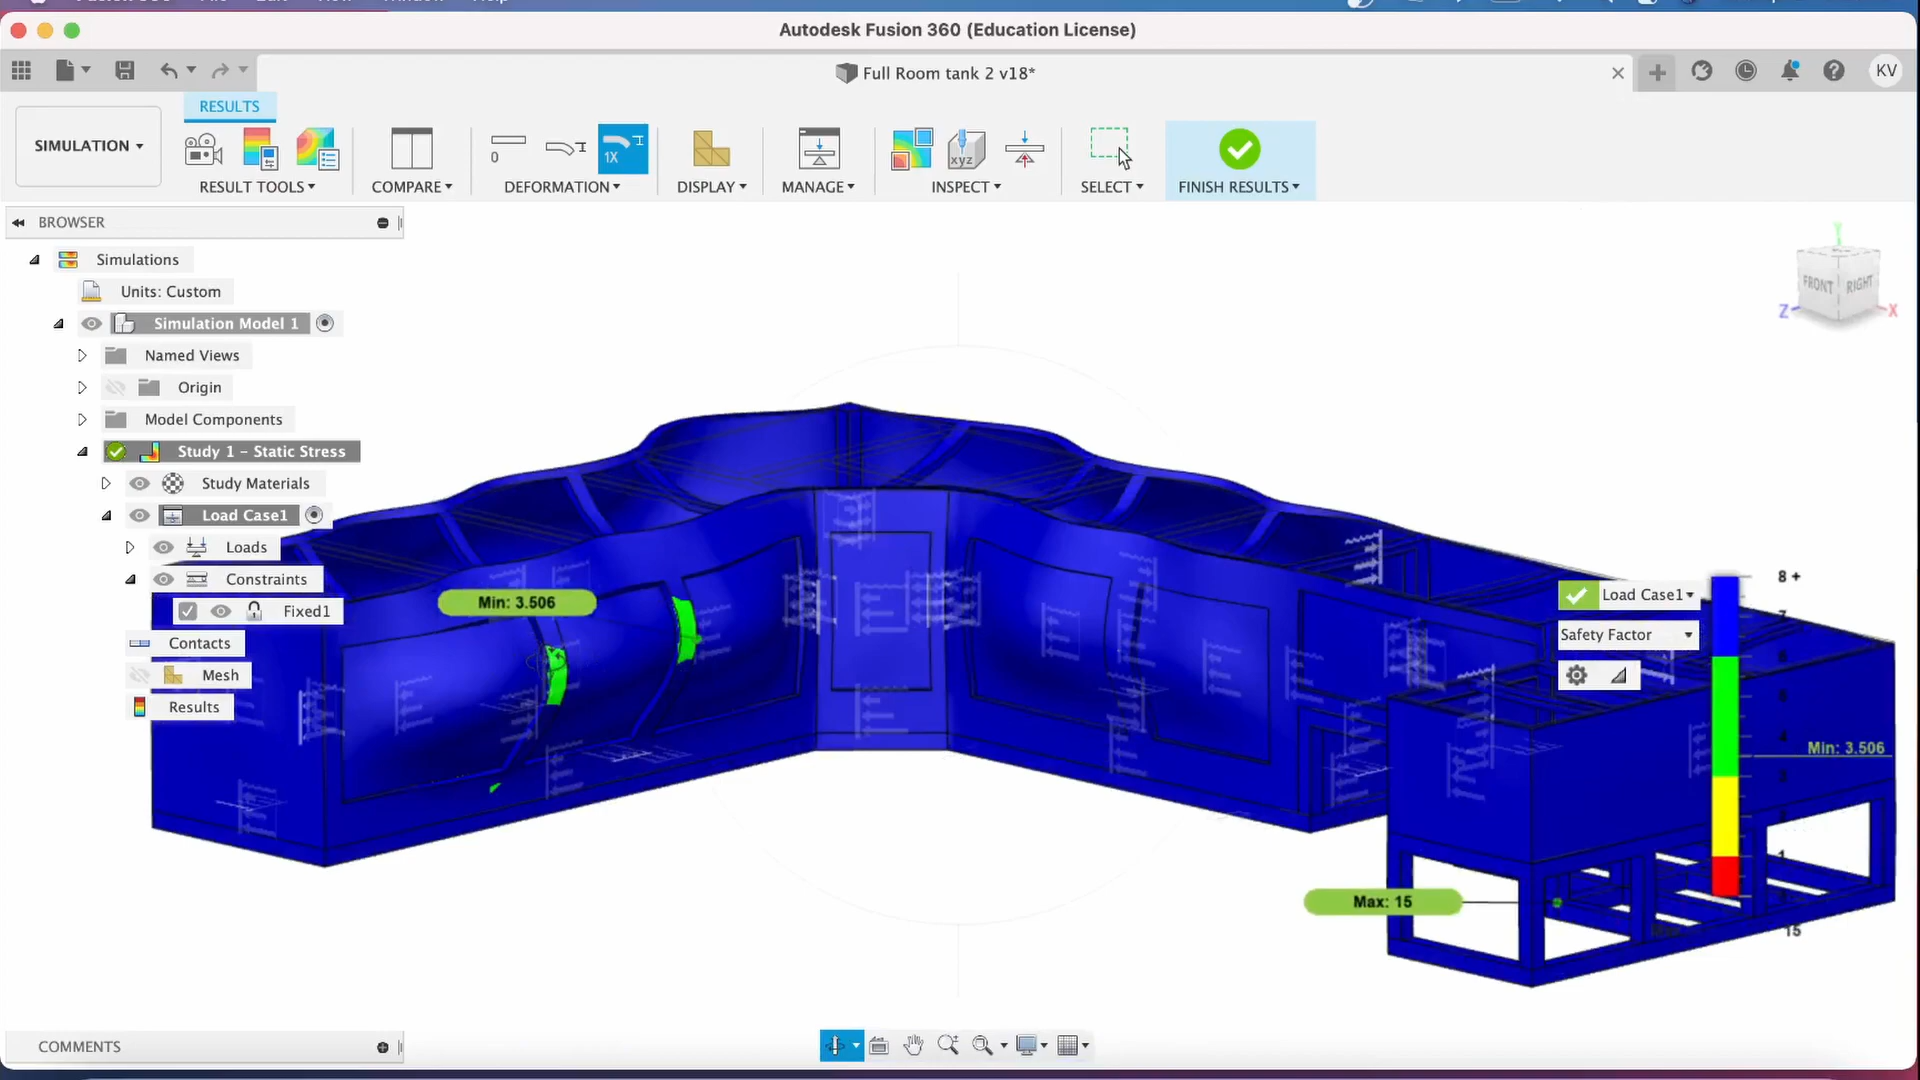 Autodesk Fusion 360 (Education License)
Full Room tank 2 v18*
KV
RESULTS
SIMULATION
0
1X
xyz
RESULT TOOLS
COMPARE
DEFORMATION
DISPLAY
MANAGE
INSPECT
SELECT
FINISH RESULTS
BROWSER
Simulations
Units: Custom
Simulation Model 1
Named Views
Origin
Model Components
Study 1 - Static Stress
Study Materials
Load Case1
Loads
Constraints
Fixed1
Contacts
Mesh
Results
Y
FRONT
RIGHT
Z
X
Min: 3.506
Load Case1
Safety Factor
8 +
4
Min: 3.506
1
Max: 15
15
COMMENTS